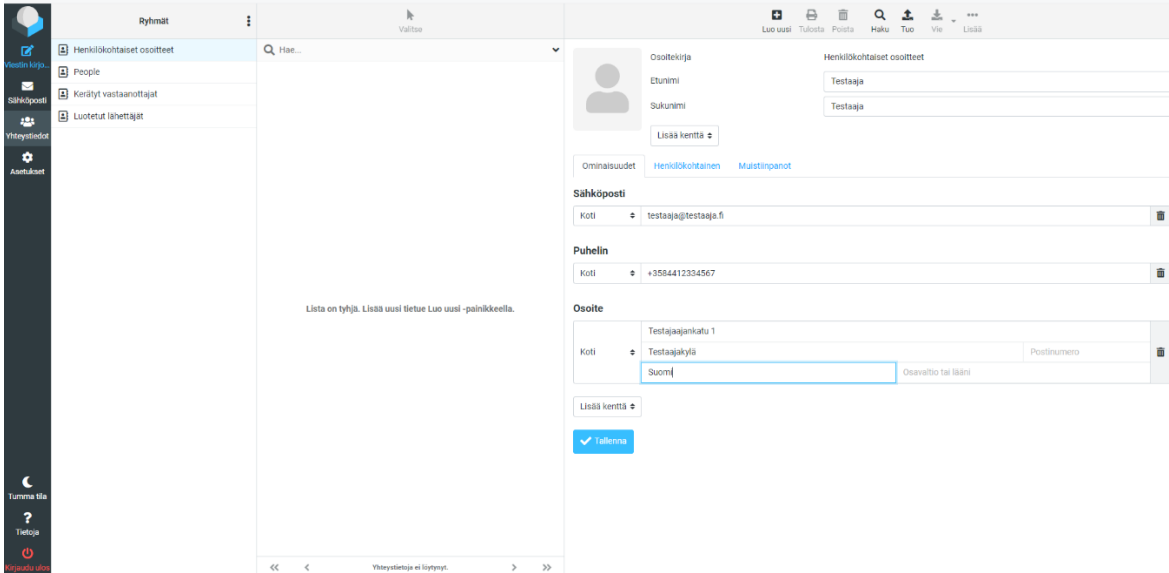 Viestin kirjo...
Sähköposti
Yhteystiedot
Asetukset
Tumma tila
Tietoja
Kirjaudu ulos
Ryhmät
Henkilökohtaiset osoitteet
People
Kerätyt vastaanottajat
Luotetut lähettäjät
Valitse
Hae...
Lista on tyhjä. Lisää uusi tietue Luo uusi -painikkeella.
Yhteystietoja ei löytynyt.
Luo uusi Tulosta Poista Haku Tuo Vie Lisää
Osoitekirja Henkilökohtaiset osoitteet
Etunimi Testaaja
Sukunimi Testaaja
Lisää kenttä
Ominaisuudet Henkilökohtainen Muistiinpanot
Sähköposti
Koti testaaja@testaaja.fi
Puhelin
Koti +3584412334567
Osoite
Testajaajankatu 1
Koti Testaajakylä Postinumero
Suomi Osavaltio tai lääni
Lisää kenttä
Tallenna